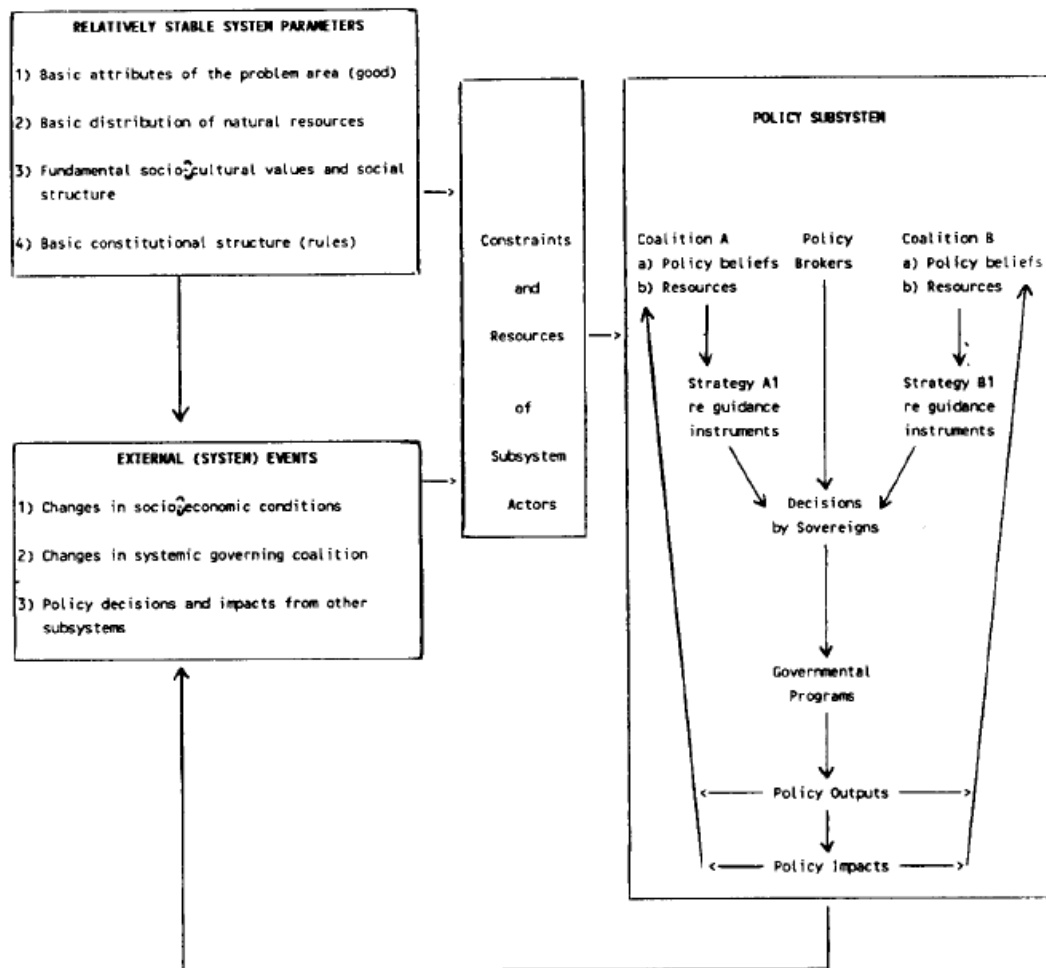 RELATIVELY STABLE SYSTEM PARAMETERS
1) Basic attributes of the problem area (good)
2) Basic distribution of natural resources
3) Fundamental socio-cultural values and social
structure
4) Basic constitutional structure (rules)
EXTERNAL (SYSTEM) EVENTS
1) Changes in socio-economic conditions
2) Changes in systemic governing coalition
3) Policy decisions and impacts from other
subsystems
Constraints
and
Resources
of
Subsystem
Actors
POLICY SUBSYSTEM
Coalition A
a) Policy beliefs
b) Resources
Policy
Brokers
Coalition B
a) Policy beliefs
b) Resources
Strategy A1
re guidance
instruments
Strategy B1
re guidance
instruments
Decisions
by Sovereigns
Governmental
Programs
Policy Outputs
Policy Impacts